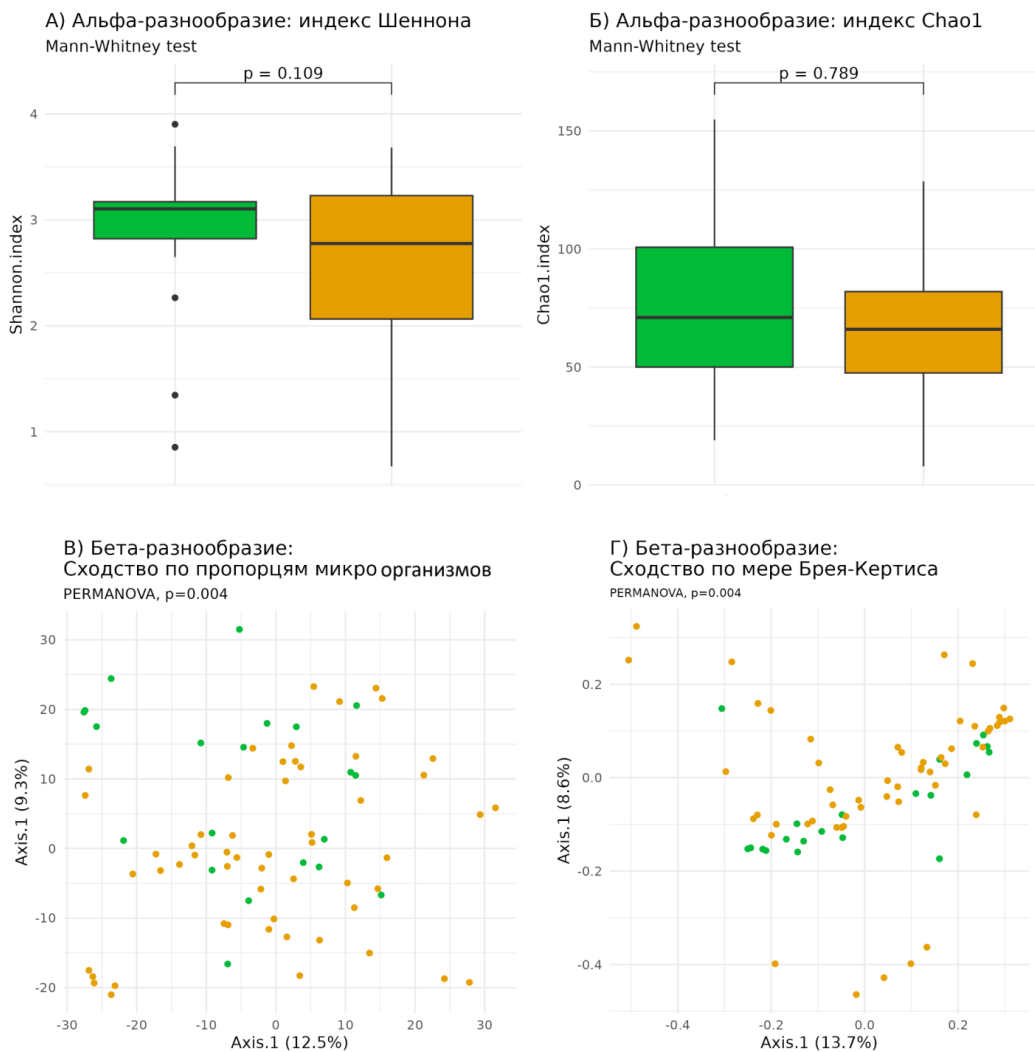 А) Альфа-разнообразие: индекс Шеннона
Mann-Whitney test
p = 0.109
4
3
2
1
Shannon.index
Б) Альфа-разнообразие: индекс Chao1
Mann-Whitney test
p = 0.789
150
100
50
0
Chao1.index
В) Бета-разнообразие:
Сходство по пропорцям микроорганизмов
PERMANOVA, p=0.004
30
20
10
0
-10
-20
Axis.1 (9.3%)
-30 -20 -10 0 10 20 30
Axis.1 (12.5%)
Г) Бета-разнообразие:
Сходство по мере Брея-Кертиса
PERMANOVA, p=0.004
0.2
0.0
-0.2
-0.4
Axis.1 (8.6%)
-0.4 -0.2 0.0 0.2
Axis.1 (13.7%)